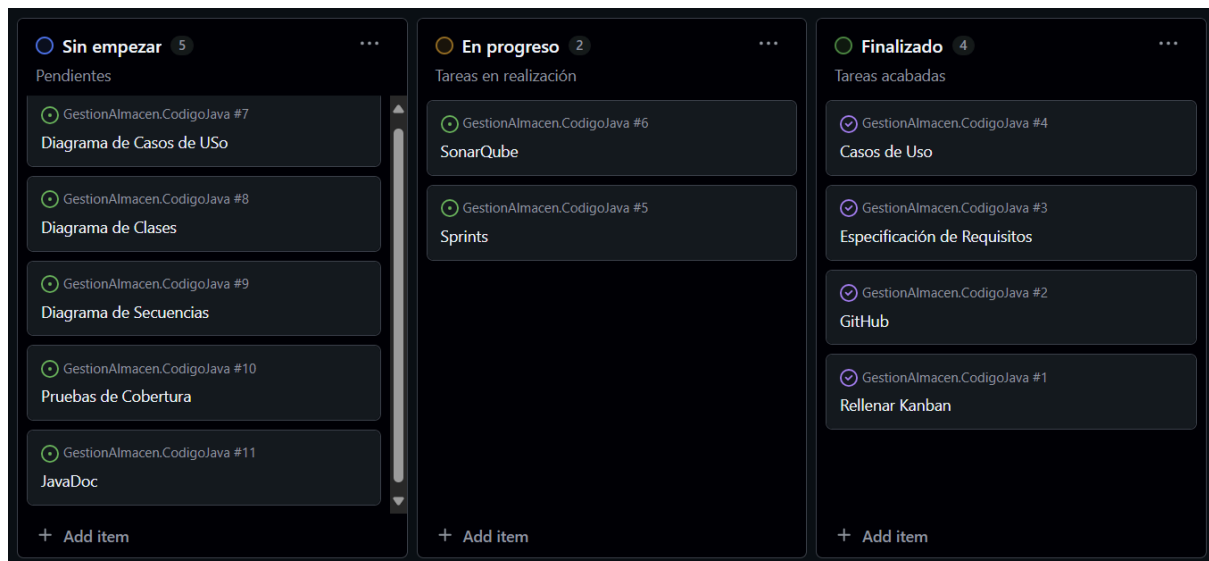 Sin empezar 5 ...
Pendientes
GestionAlmacen.CodigoJava #7
Diagrama de Casos de USo
GestionAlmacen.CodigoJava #8
Diagrama de Clases
GestionAlmacen.CodigoJava #9
Diagrama de Secuencias
GestionAlmacen.CodigoJava #10
Pruebas de Cobertura
GestionAlmacen.CodigoJava #11
JavaDoc
+ Add item
En progreso 2 ...
Tareas en realización
GestionAlmacen.CodigoJava #6
SonarQube
GestionAlmacen.CodigoJava #5
Sprints
+ Add item
Finalizado 4 ...
Tareas acabadas
GestionAlmacen.CodigoJava #4
Casos de Uso
GestionAlmacen.CodigoJava #3
Especificación de Requisitos
GestionAlmacen.CodigoJava #2
GitHub
GestionAlmacen.CodigoJava #1
Rellenar Kanban
+ Add item